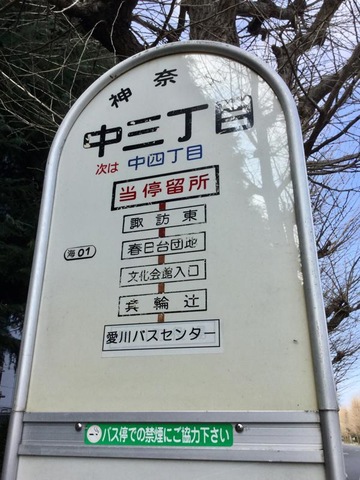 神奈
中三丁目
次は 中四丁目
当停留所
諏訪東
春日台団地
海01
文化会館入口
箕輪辻
愛川バスセンター
バス停での禁煙にご協力下さい